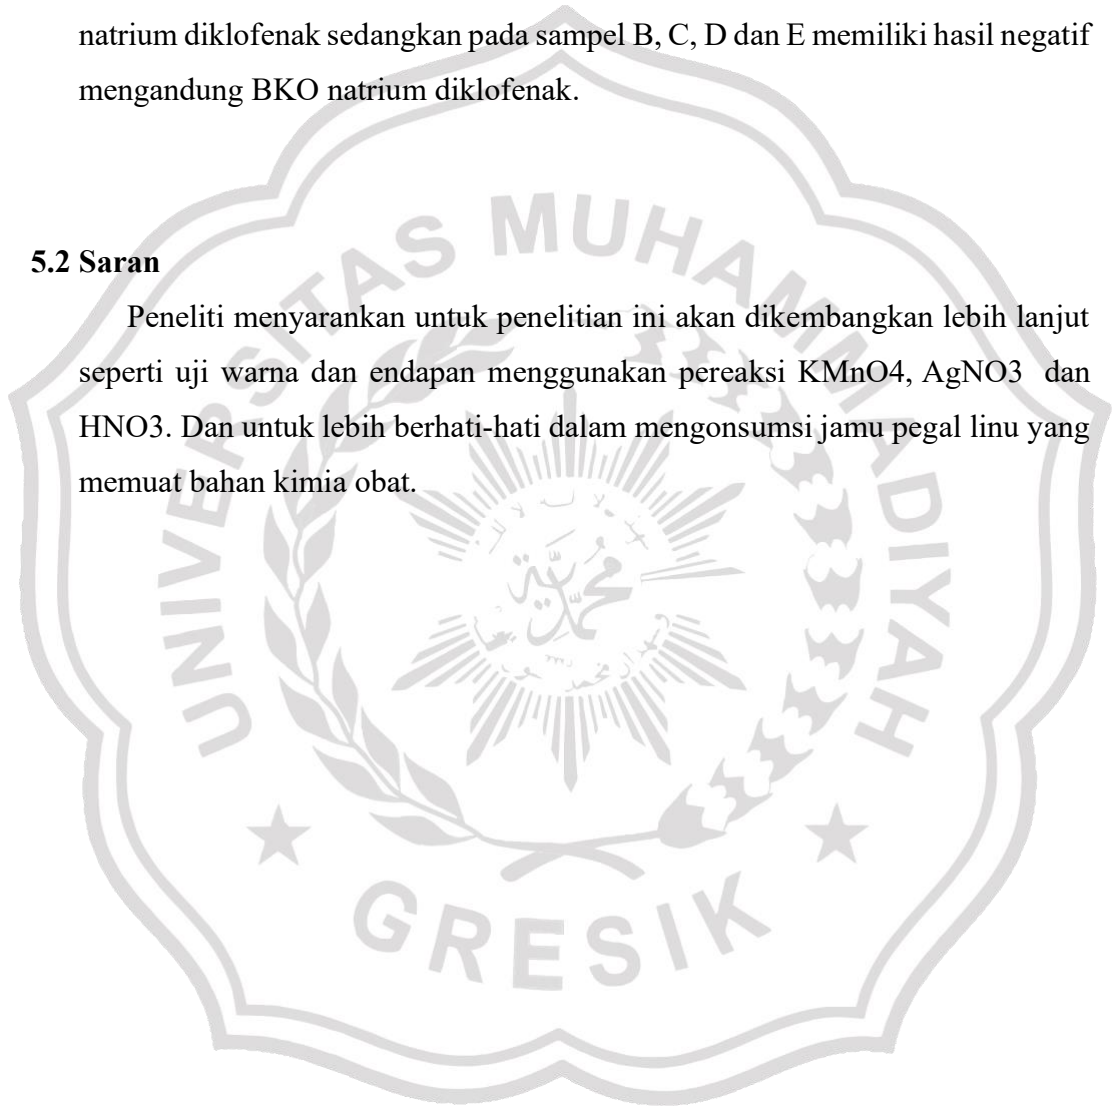 natrium diklofenak sedangkan pada sampel B, C, D dan E memiliki hasil negatif
mengandung BKO natrium diklofenak.
5.2 Saran
Peneliti menyarankan untuk penelitian ini akan dikembangkan lebih lanjut
seperti uji warna dan endapan menggunakan pereaksi KMnO4, AgNO3 dan
HNO3. Dan untuk lebih berhati-hati dalam mengonsumsi jamu pegal linu yang
memuat bahan kimia obat.
UNIVERSITAS MUHAMMADIYAH
GRESIK